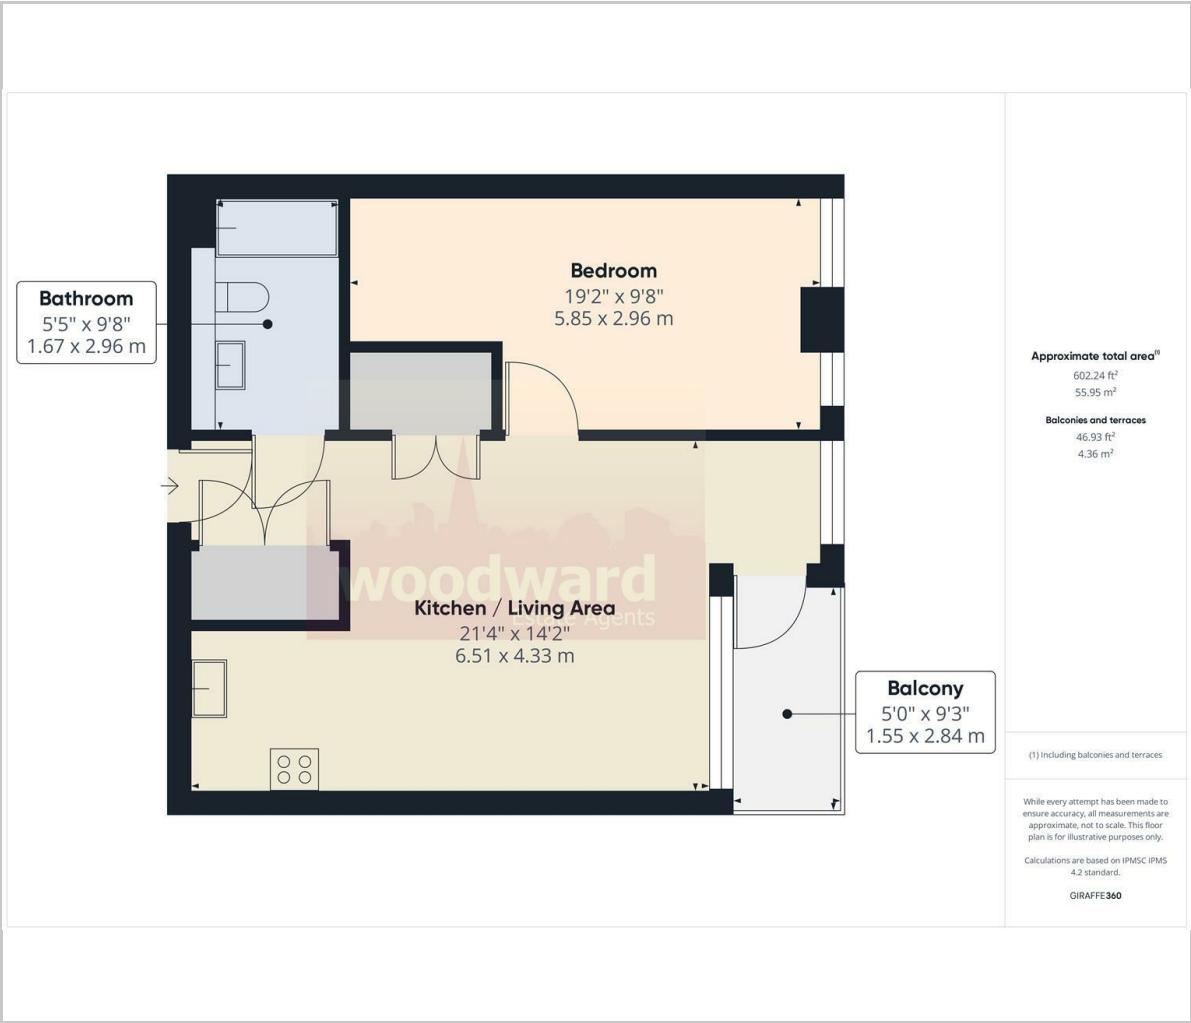 Bathroom
5'5" x 9'8"
1.67 x 2.96 m
Bedroom
19'2" x 9'8"
5.85 x 2.96 m
woodward
Estate Agents
Kitchen / Living Area
21'4" x 14'2"
6.51 x 4.33 m
Balcony
5'0" x 9'3"
1.55 x 2.84 m
Approximate total area(1)
602.24 ft²
55.95 m²
Balconies and terraces
46.93 ft²
4.36 m²
(1) Including balconies and terraces
While every attempt has been made to
ensure accuracy, all measurements are
approximate, not to scale. This floor
plan is for illustrative purposes only.
Calculations are based on IPMSC IPMS
4.2 standard.
GIRAFFE360